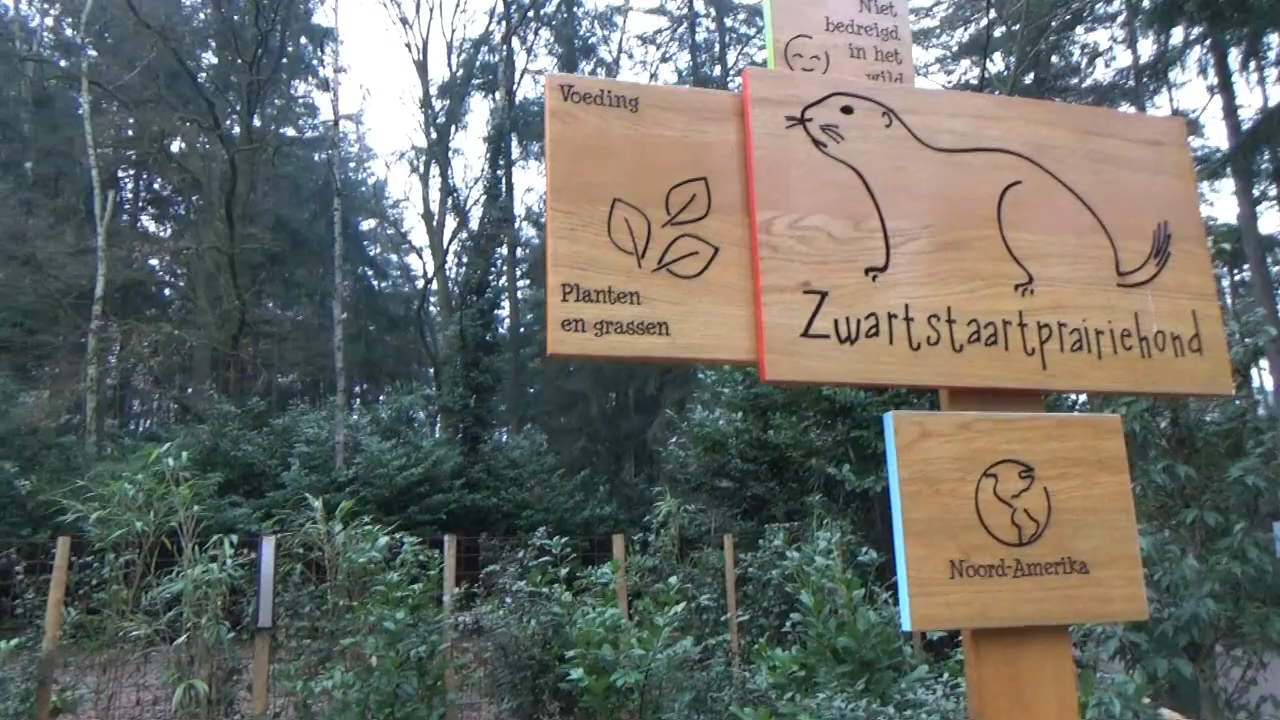 Niet
bedreigd
in het
wild
Voeding
Planten
en grassen
Zwartstaartprairiehond
Noord-Amerika